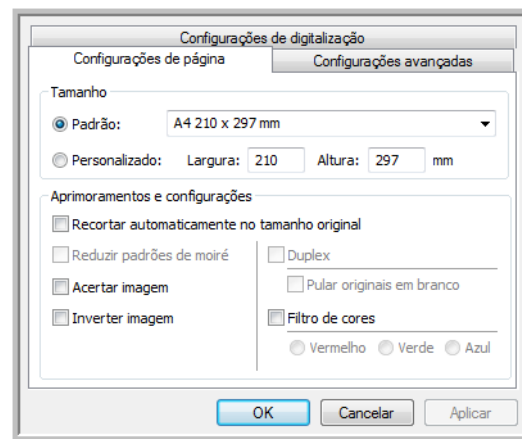 Configurações de digitalização
Configurações de página Configurações avançadas
Tamanho
Padrão: A4 210 x 297 mm
Personalizado: Largura: 210 Altura: 297 mm
Aprimoramentos e configurações
Recortar automaticamente no tamanho original
Reduzir padrões de moiré Duplex
Acertar imagem Pular originais em branco
Inverter imagem Filtro de cores
Vermelho Verde Azul
OK Cancelar Aplicar